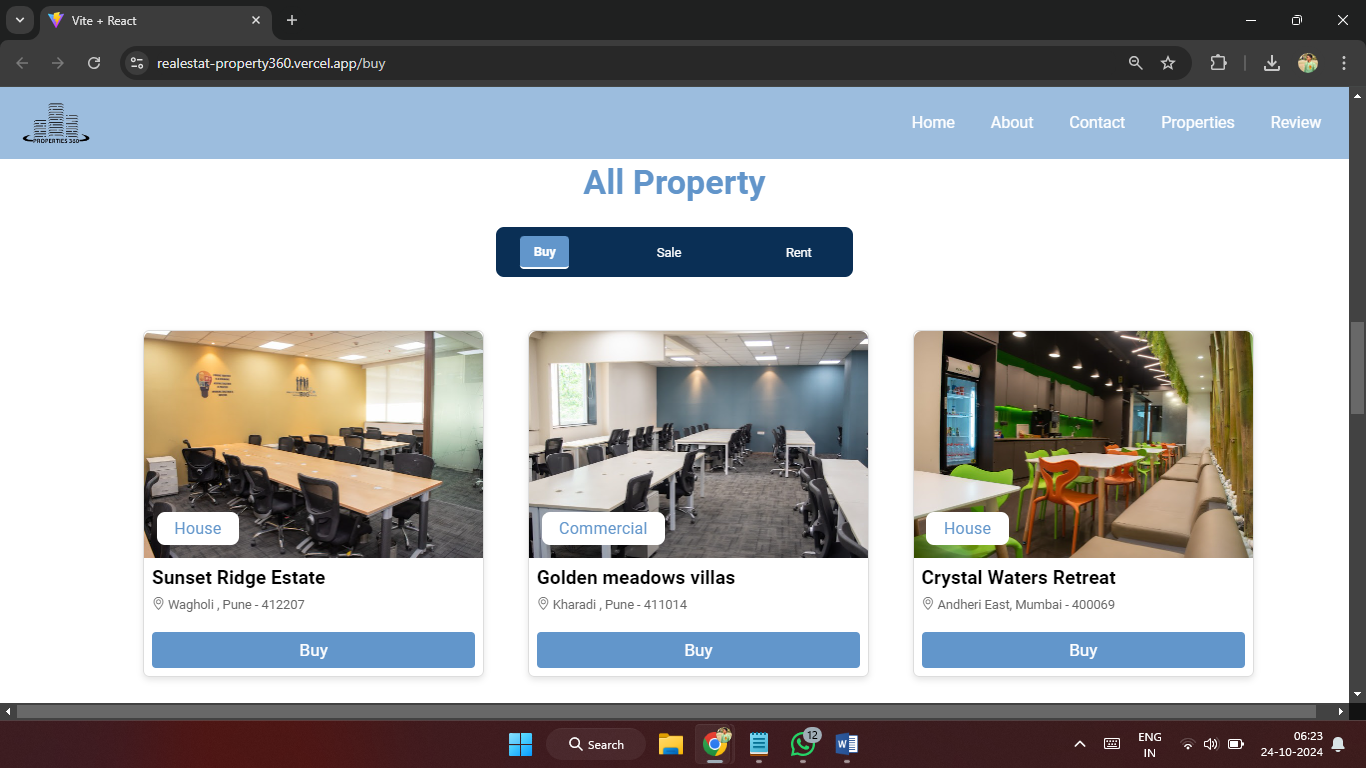 Vite + React
realestat-property360.vercel.app/buy
PROPERTIES 360
Home About Contact Properties Review
All Property
Buy Sale Rent
House Commercial House
Sunset Ridge Estate Golden meadows villas Crystal Waters Retreat
Wagholi , Pune - 412207 Kharadi , Pune - 411014 Andheri East, Mumbai - 400069
Buy Buy Buy
Search 12 W ENG 06:23
IN 24-10-2024